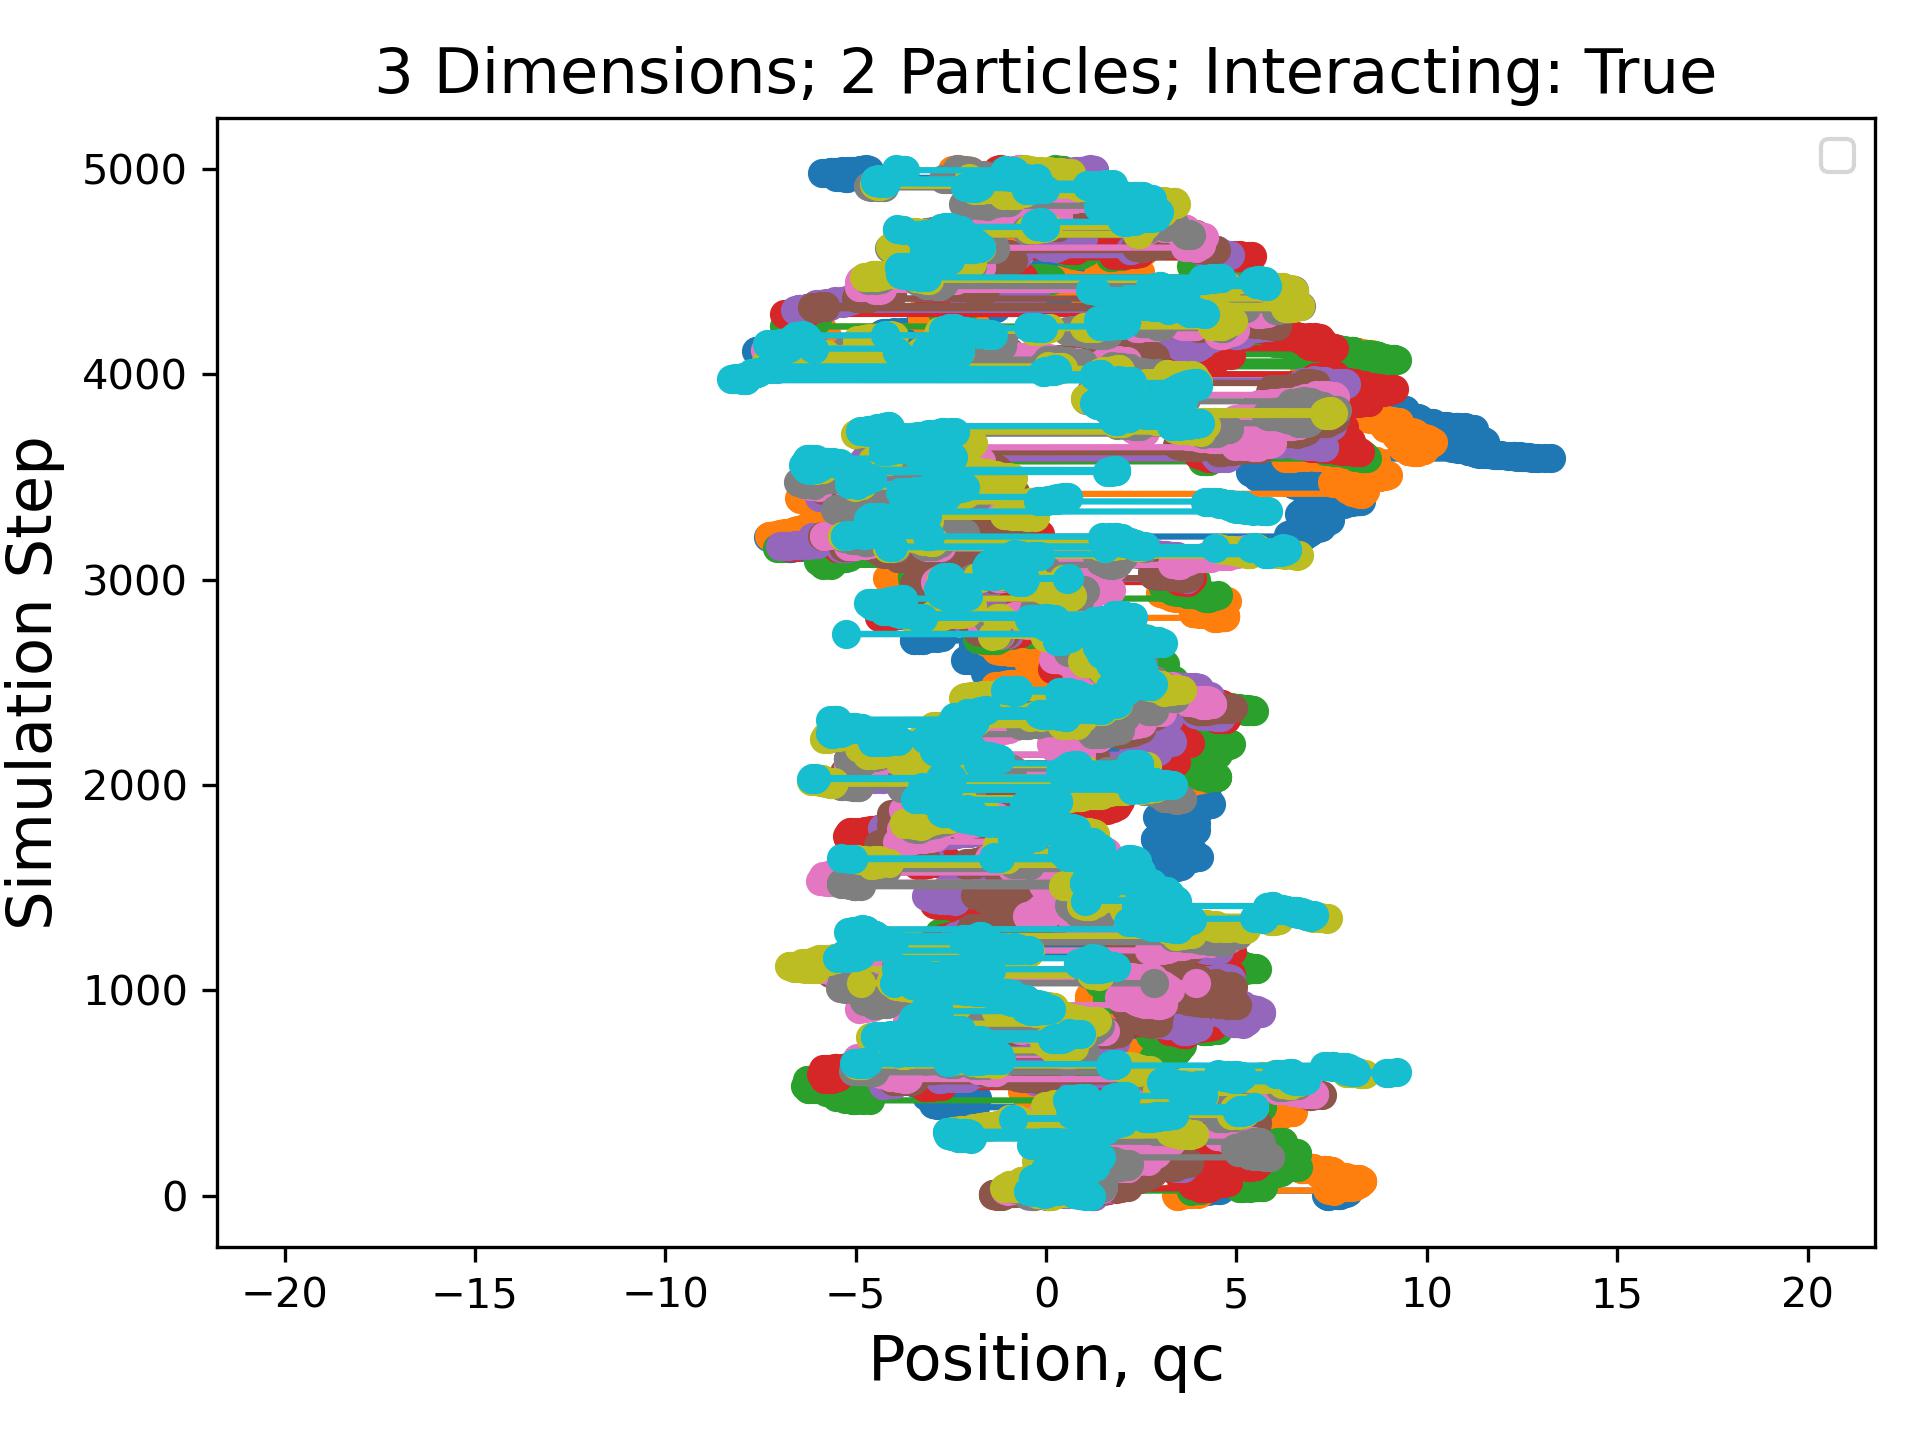 3 Dimensions; 2 Particles; Interacting: True
5000
4000
3000
2000
1000
0
Simulation Step
−20 −15 −10 −5 0 5 10 15 20
Position, qc